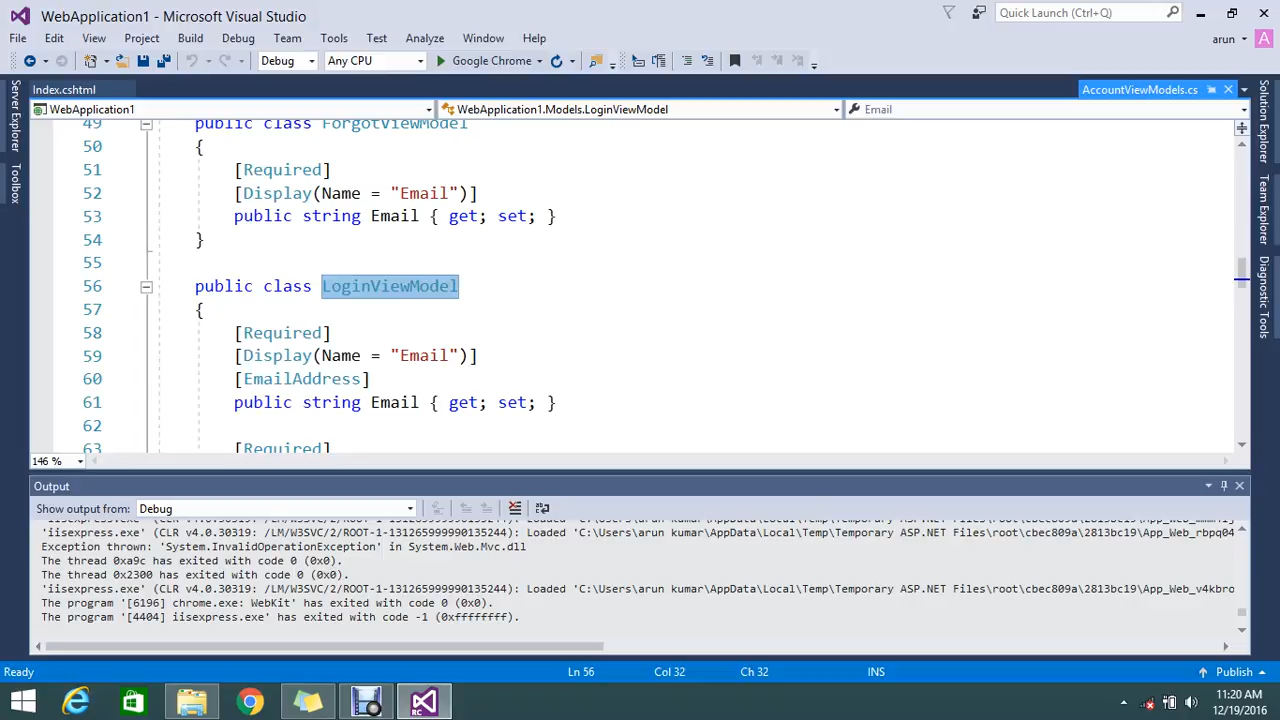 WebApplication1 - Microsoft Visual Studio
Quick Launch (Ctrl+Q)
File Edit View Project Build Debug Team Tools Test Analyze Window Help
arun A
Debug Any CPU Google Chrome
Index.cshtml
AccountViewModels.cs
WebApplication1 WebApplication1.Models.LoginViewModel Email
49 public class ForgotViewModel
50 {
51 [Required]
52 [Display(Name = "Email")]
53 public string Email { get; set; }
54 }
55
56 public class LoginViewModel
57 {
58 [Required]
59 [Display(Name = "Email")]
60 [EmailAddress]
61 public string Email { get; set; }
62
63 [Required]
146 %
Server Explorer
Toolbox
Solution Explorer
Team Explorer
Diagnostic Tools
Output
Show output from: Debug
'iisexpress.exe' (CLR v4.0.30319: /LM/W3SVC/2/ROOT-1-131265999990135244): Loaded 'C:\Users\arun kumar\AppData\Local\Temp\Temporary ASP.NET Files\root\cbec809a\2813bc19\App_Web_rbpq04
Exception thrown: 'System.InvalidOperationException' in System.Web.Mvc.dll
The thread 0xa9c has exited with code 0 (0x0).
The thread 0x2300 has exited with code 0 (0x0).
'iisexpress.exe' (CLR v4.0.30319: /LM/W3SVC/2/ROOT-1-131265999990135244): Loaded 'C:\Users\arun kumar\AppData\Local\Temp\Temporary ASP.NET Files\root\cbec809a\2813bc19\App_Web_v4kbro
The program '[6196] chrome.exe: WebKit' has exited with code 0 (0x0).
The program '[4404] iisexpress.exe' has exited with code -1 (0xffffffff).
Ready Ln 56 Col 32 Ch 32 INS Publish
RC
11:20 AM
12/19/2016